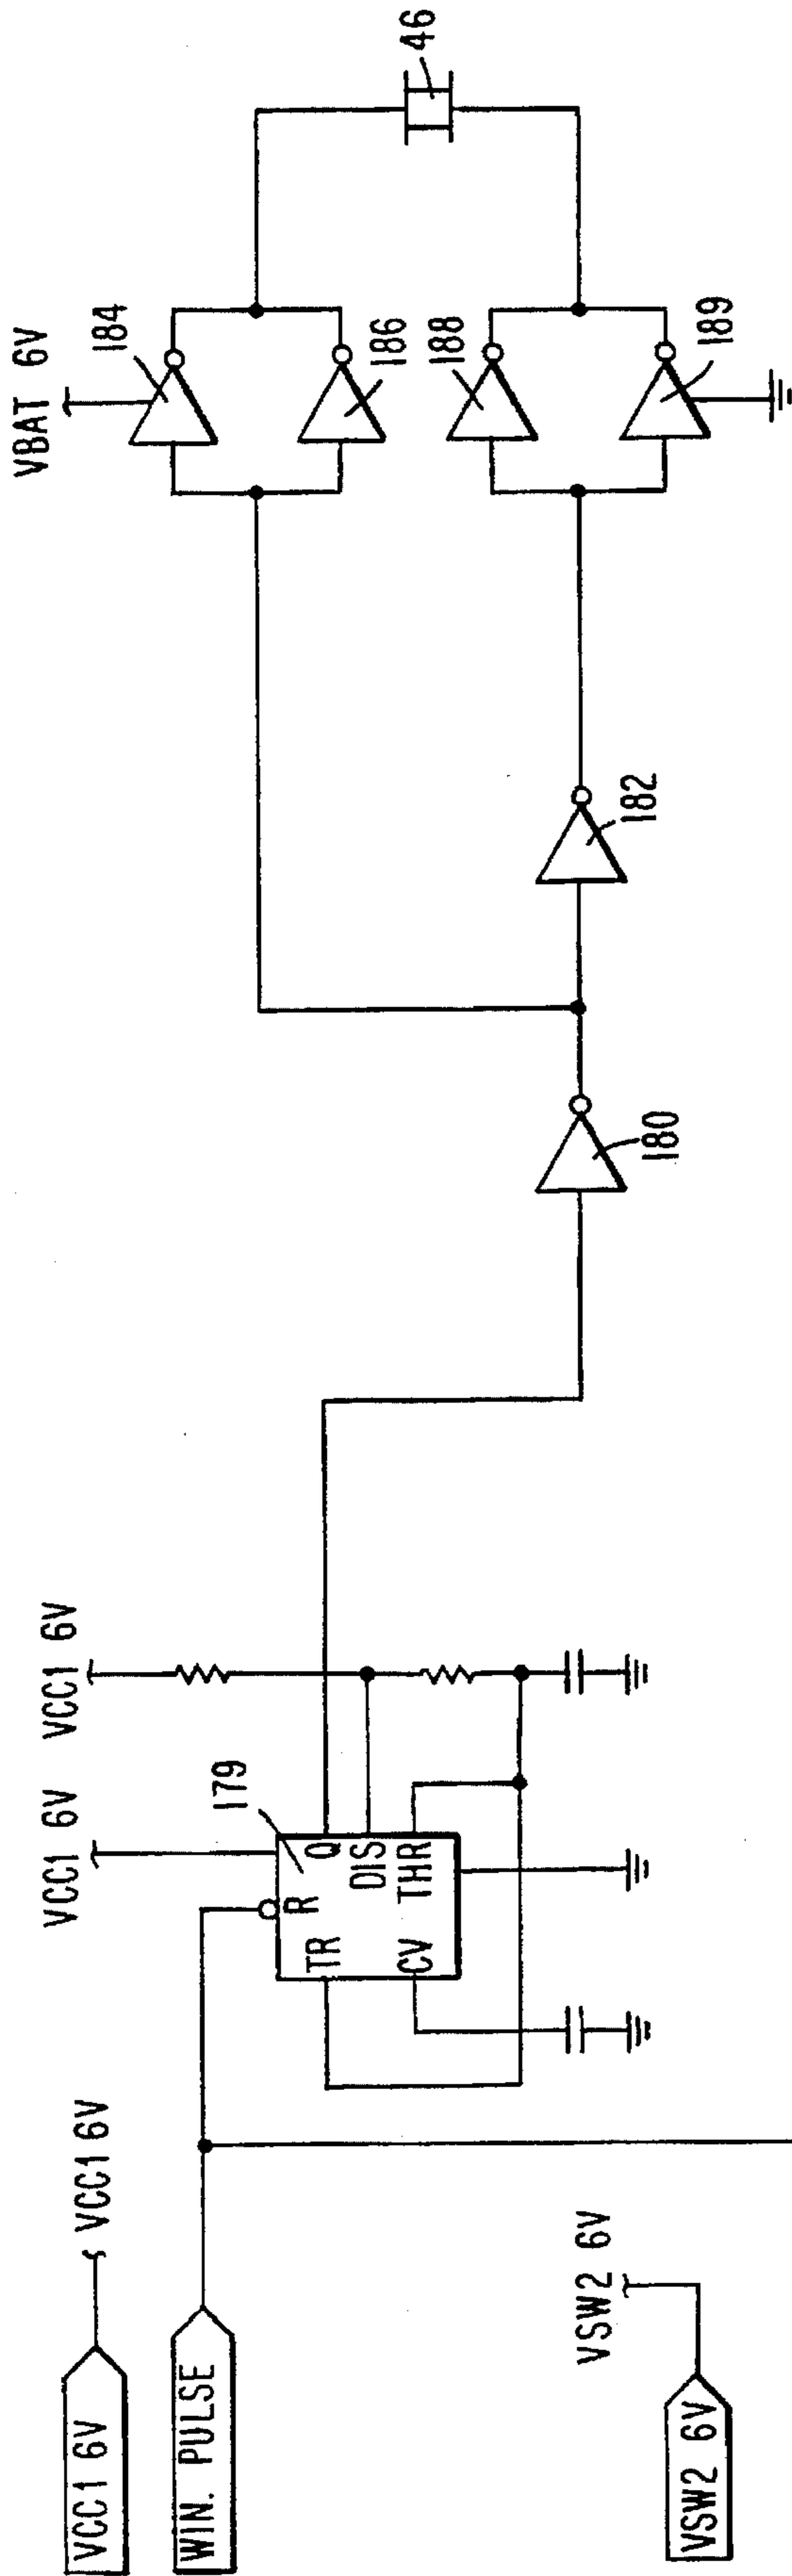 VCC1 6V
VCC1 6V
WIN. PULSE
VSW2 6V
VSW2 6V
VCC1 6V
VCC1 6V
179
R
Q
TR
DIS
CV
THR
180
182
VBAT 6V
184
186
188
189
46